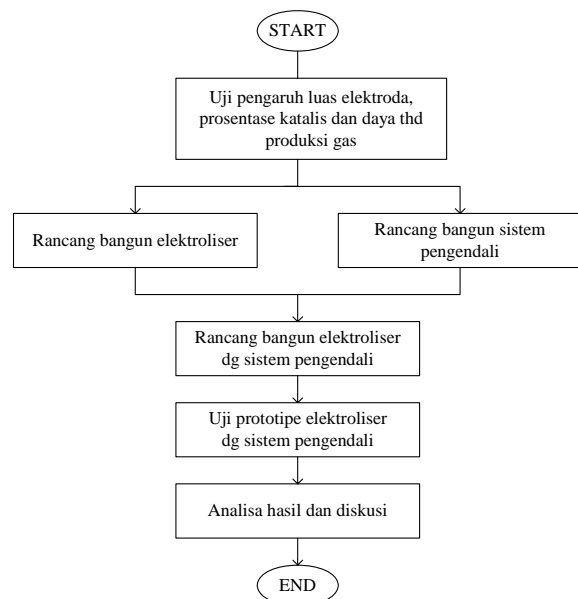 START
Uji pengaruh luas elektroda,
prosentase katalis dan daya thd
produksi gas
Rancang bangun elektroliser
Rancang bangun sistem
pengendali
Rancang bangun elektroliser
dg sistem pengendali
Uji prototipe elektroliser
dg sistem pengendali
Analisa hasil dan diskusi
END